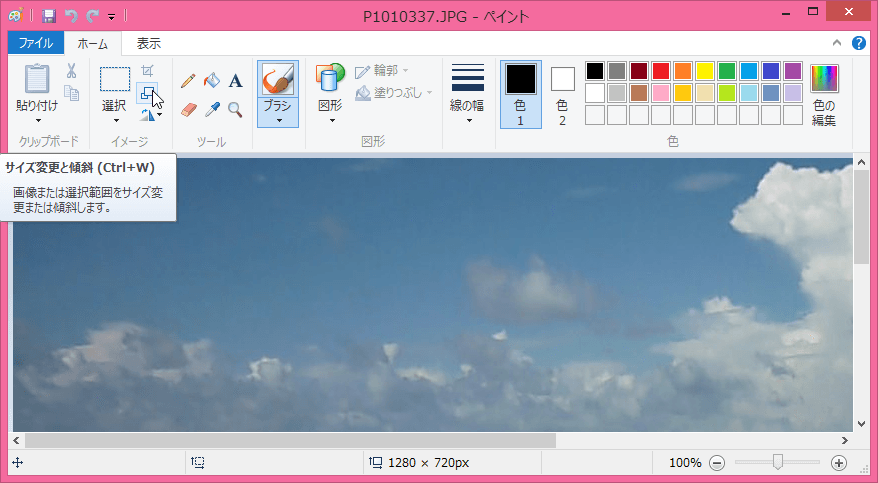 P1010337.JPG - ペイント
ファイル ホーム 表示
貼り付け
選択
A
ブラシ
図形
輪郭
塗りつぶし
線の幅
色
1
色
2
色の
編集
クリップボード イメージ ツール 図形 色
サイズ変更と傾斜 (Ctrl+W)
画像または選択範囲をサイズ変
更または傾斜します。
1280 × 720px 100%